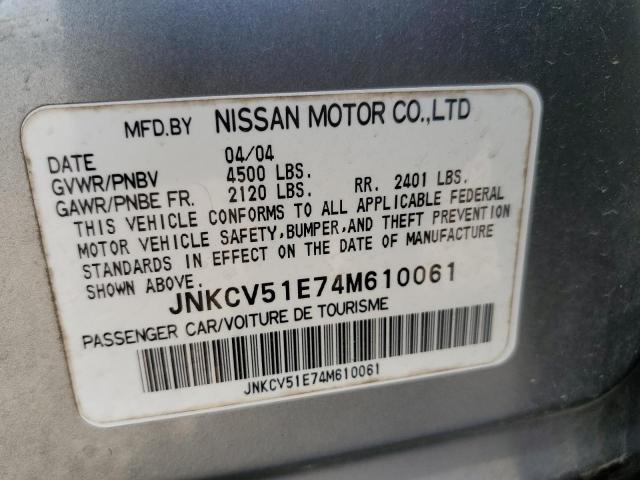 MFD.BY NISSAN MOTOR CO.,LTD
DATE 04/04
GVWR/PNBV 4500 LBS.
GAWR/PNBE FR. 2120 LBS. RR. 2401 LBS.
THIS VEHICLE CONFORMS TO ALL APPLICABLE FEDERAL
MOTOR VEHICLE SAFETY, BUMPER, AND THEFT PREVENTION
STANDARDS IN EFFECT ON THE DATE OF MANUFACTURE
SHOWN ABOVE. JNKCV51E74M610061
PASSENGER CAR/VOITURE DE TOURISME
JNKCV51E74M610061